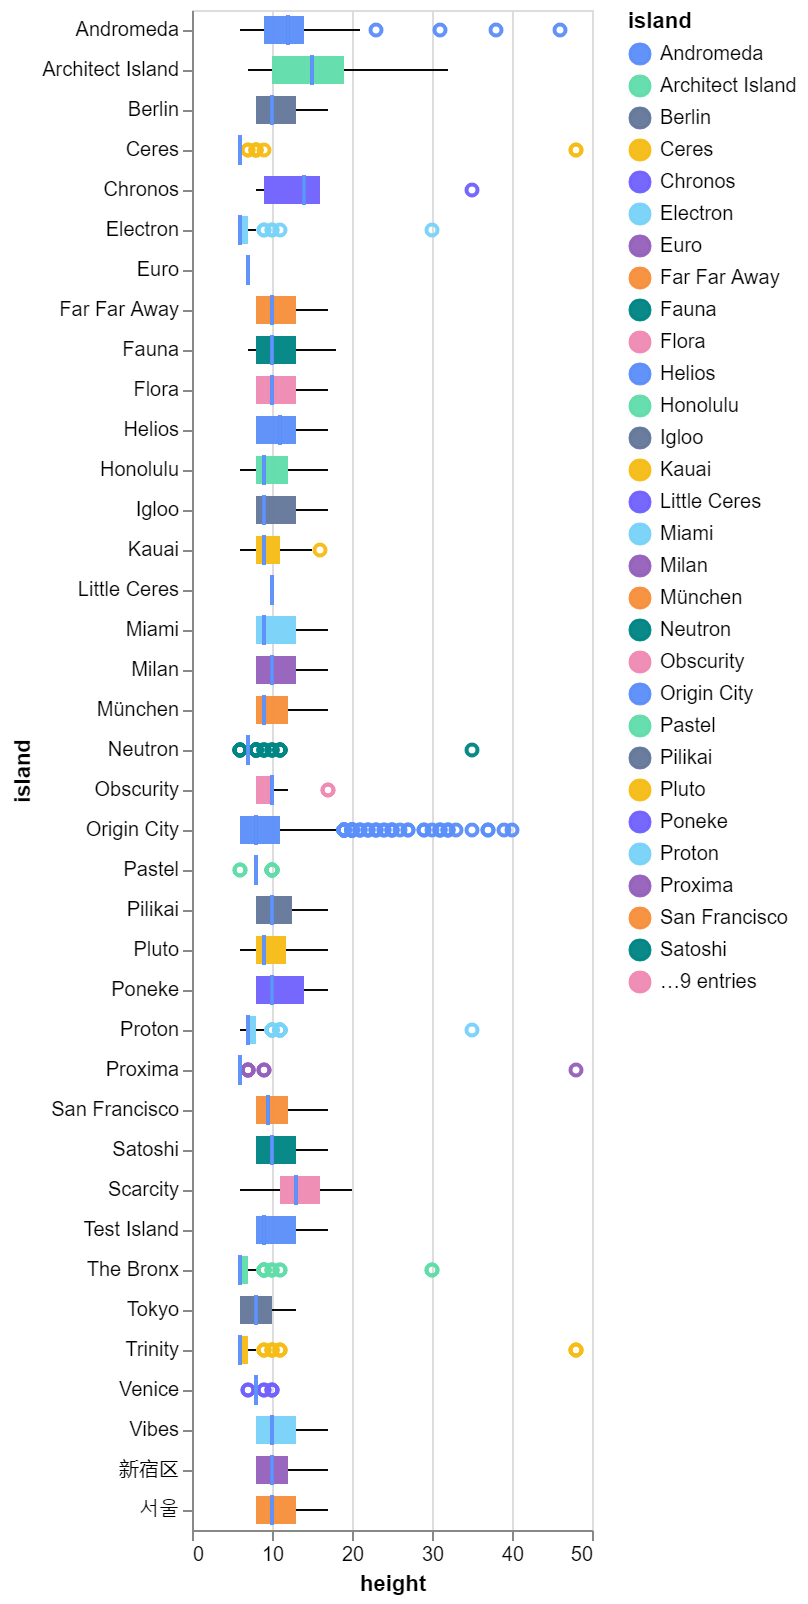 Andromeda
Architect Island
Berlin
Ceres
Chronos
Electron
Euro
Far Far Away
Fauna
Flora
Helios
Honolulu
Igloo
Kauai
Little Ceres
Miami
Milan
München
Neutron
Obscurity
Origin City
Pastel
Pilikai
Pluto
Poneke
Proton
Proxima
San Francisco
Satoshi
Scarcity
Test Island
The Bronx
Tokyo
Trinity
Venice
Vibes
新宿区
서울
island
0 10 20 30 40 50
height
island
Andromeda
Architect Island
Berlin
Ceres
Chronos
Electron
Euro
Far Far Away
Fauna
Flora
Helios
Honolulu
Igloo
Kauai
Little Ceres
Miami
Milan
München
Neutron
Obscurity
Origin City
Pastel
Pilikai
Pluto
Poneke
Proton
Proxima
San Francisco
Satoshi
…9 entries